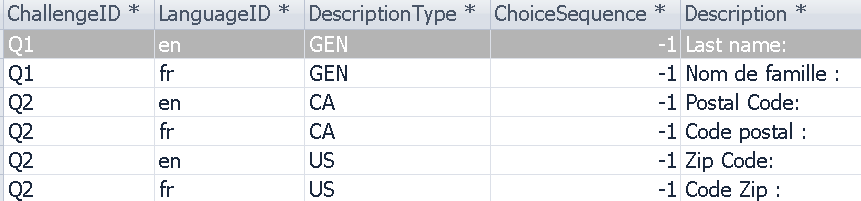 ChallengeID * LanguageID * DescriptionType * ChoiceSequence * Description *
Q1 en GEN -1 Last name:
Q1 fr GEN -1 Nom de famille :
Q2 en CA -1 Postal Code:
Q2 fr CA -1 Code postal :
Q2 en US -1 Zip Code:
Q2 fr US -1 Code Zip :